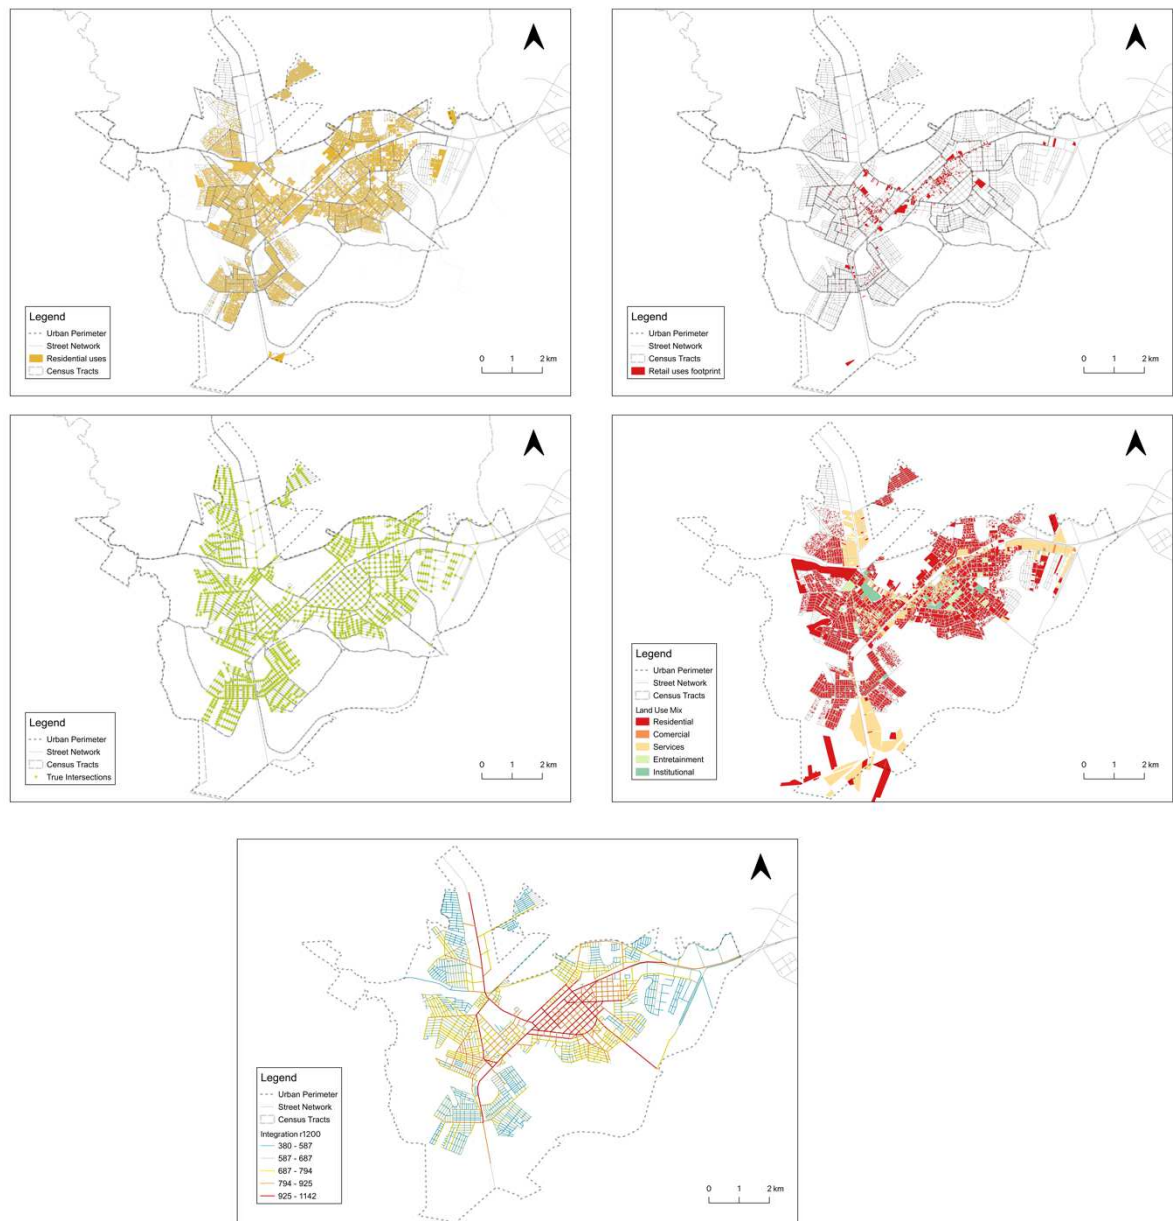 Legend
Urban Perimeter
Street Network
Residential uses
Census Tracts
0 1 2 km
Legend
Urban Perimeter
Street Network
Census Tracts
Retail uses footprint
0 1 2 km
Legend
Urban Perimeter
Street Network
Census Tracts
True Intersections
0 1 2 km
Legend
Urban Perimeter
Street Network
Census Tracts
Land Use Mix
Residential
Comercial
Services
Entretainment
Institutional
0 1 2 km
Legend
Urban Perimeter
Street Network
Census Tracts
Integration r1200
380 - 587
587 - 687
687 - 794
794 - 925
925 - 1142
0 1 2 km